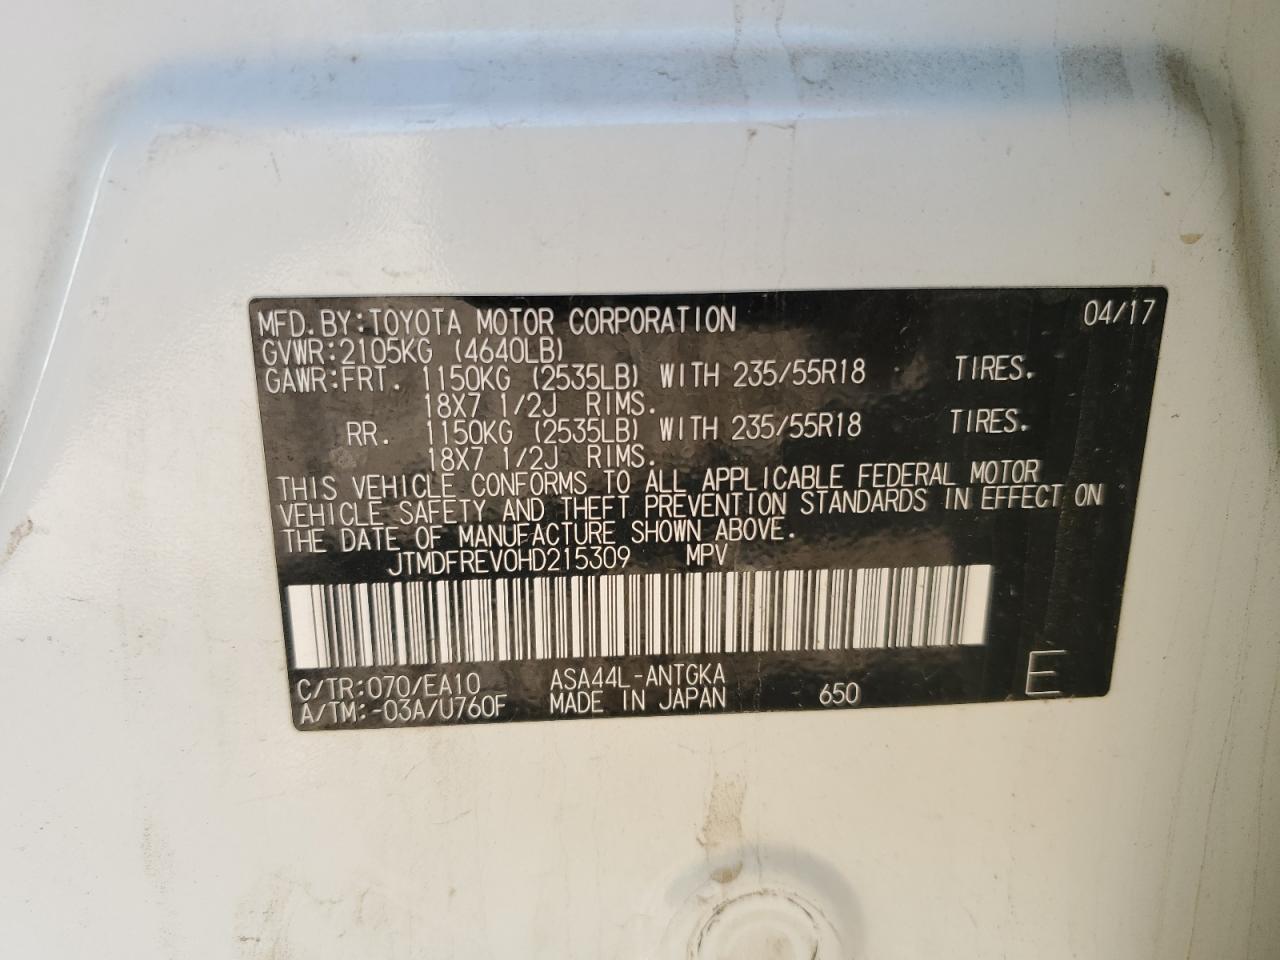 MFD. BY: TOYOTA MOTOR CORPORATION 04/17
GVWR: 2105KG (4640LB)
GAWR: FRT. 1150KG (2535LB) WITH 235/55R18 TIRES.
18X7 1/2J RIMS.
RR. 1150KG (2535LB) WITH 235/55R18 TIRES.
18X7 1/2J RIMS.
THIS VEHICLE CONFORMS TO ALL APPLICABLE FEDERAL MOTOR
VEHICLE SAFETY AND THEFT PREVENTION STANDARDS IN EFFECT ON
THE DATE OF MANUFACTURE SHOWN ABOVE.
JTMDFREV0HD215309 MPV
C/TR: 070/EA10 ASA44L-ANTGKA
A/TM: -03A/U760F MADE IN JAPAN 650 E